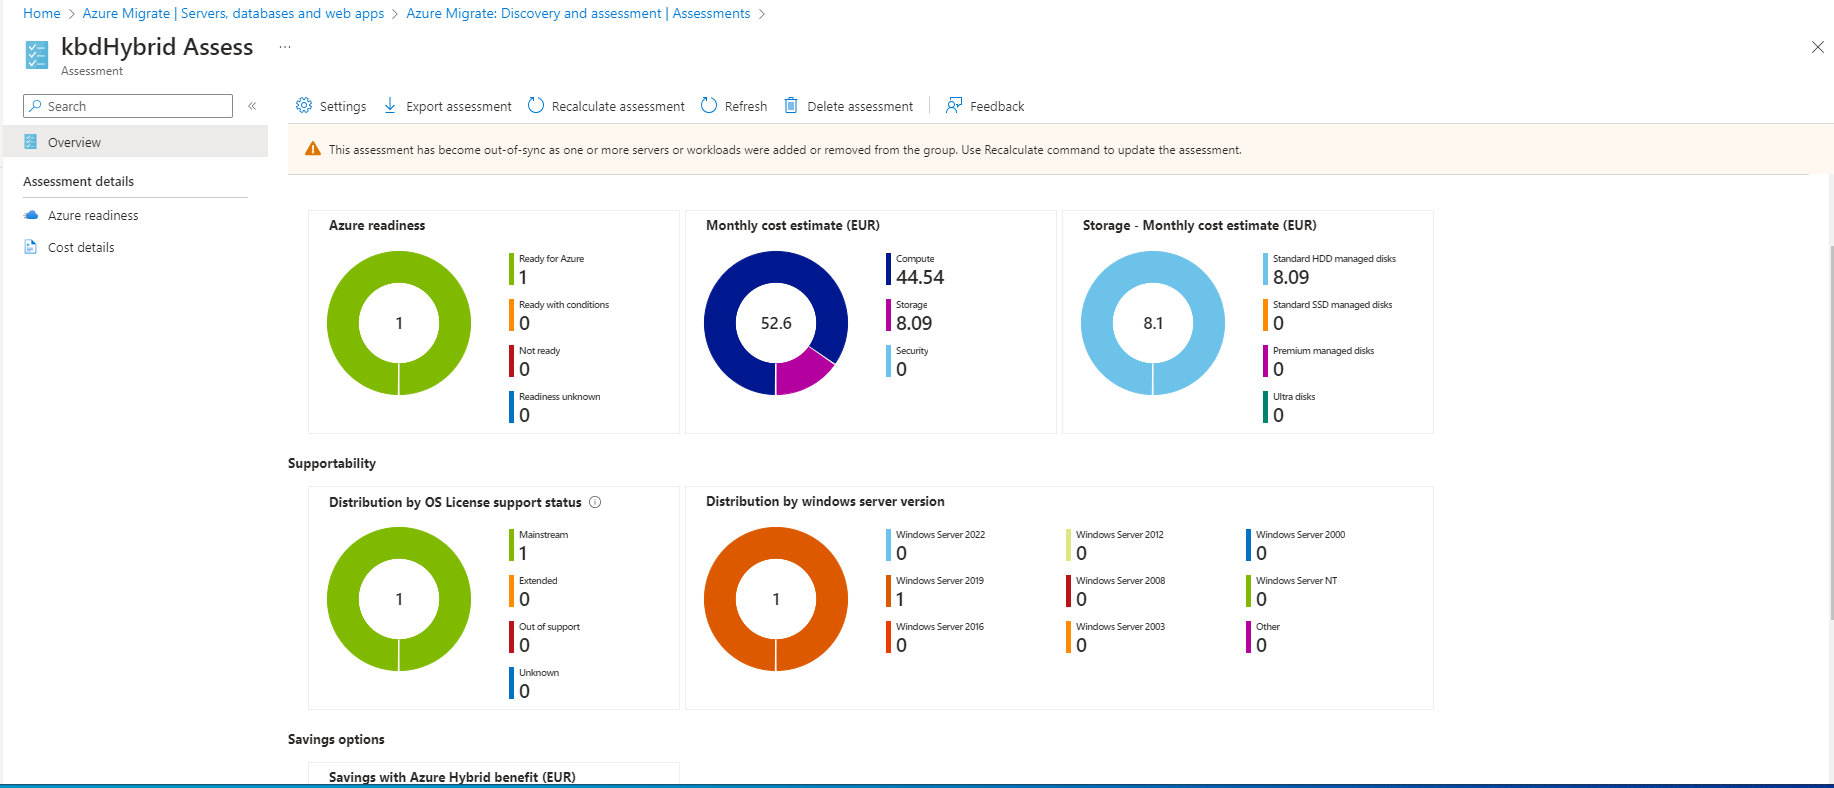 Home > Azure Migrate | Servers, databases and web apps > Azure Migrate: Discovery and assessment | Assessments >
kbdHybrid Assess ...
Assessment
Search «
Settings Export assessment Recalculate assessment Refresh Delete assessment Feedback
Overview
Assessment details
Azure readiness
Cost details
This assessment has become out-of-sync as one or more servers or workloads were added or removed from the group. Use Recalculate command to update the assessment.
Azure readiness
1
Ready for Azure
1
Ready with conditions
0
Not ready
0
Readiness unknown
0
Monthly cost estimate (EUR)
52.6
Compute
44.54
Storage
8.09
Security
0
Storage - Monthly cost estimate (EUR)
8.1
Standard HDD managed disks
8.09
Standard SSD managed disks
0
Premium managed disks
0
Ultra disks
0
Supportability
Distribution by OS License support status
1
Mainstream
1
Extended
0
Out of support
0
Unknown
0
Distribution by windows server version
1
Windows Server 2022
0
Windows Server 2019
1
Windows Server 2016
0
Windows Server 2012
0
Windows Server 2008
0
Windows Server 2003
0
Windows Server 2000
0
Windows Server NT
0
Other
0
Savings options
Savings with Azure Hybrid benefit (EUR)